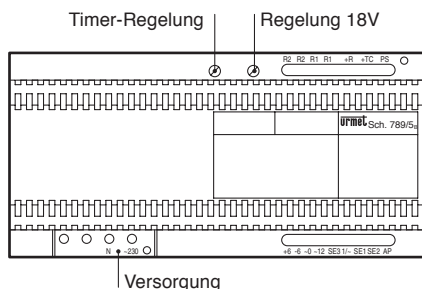 Timer-Regelung
Regelung 18V
R2 R2 R1 R1 +R +TC PS
urmet Sch. 789/5B
N ~230
+6 -6 ~0 ~12 SE3 1/~ SE1 SE2 AP
Versorgung